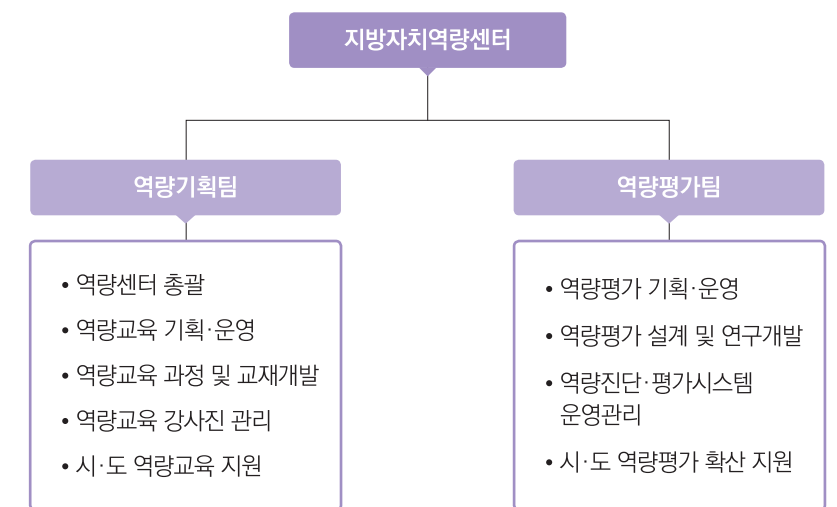 지방자치역량센터
역량기획팀
• 역량센터 총괄
• 역량교육 기획·운영
• 역량교육 과정 및 교재개발
• 역량교육 강사진 관리
• 시·도 역량교육 지원
역량평가팀
• 역량평가 기획·운영
• 역량평가 설계 및 연구개발
• 역량진단·평가시스템
운영관리
• 시·도 역량평가 확산 지원